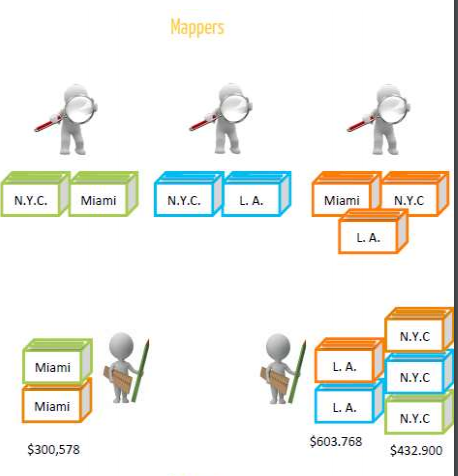 Mappers
N.Y.C. Miami N.Y.C. L. A. Miami N.Y.C
L. A.
N.Y.C
Miami L. A. N.Y.C
Miami L. A. N.Y.C
$300,578 $603.768 $432.900